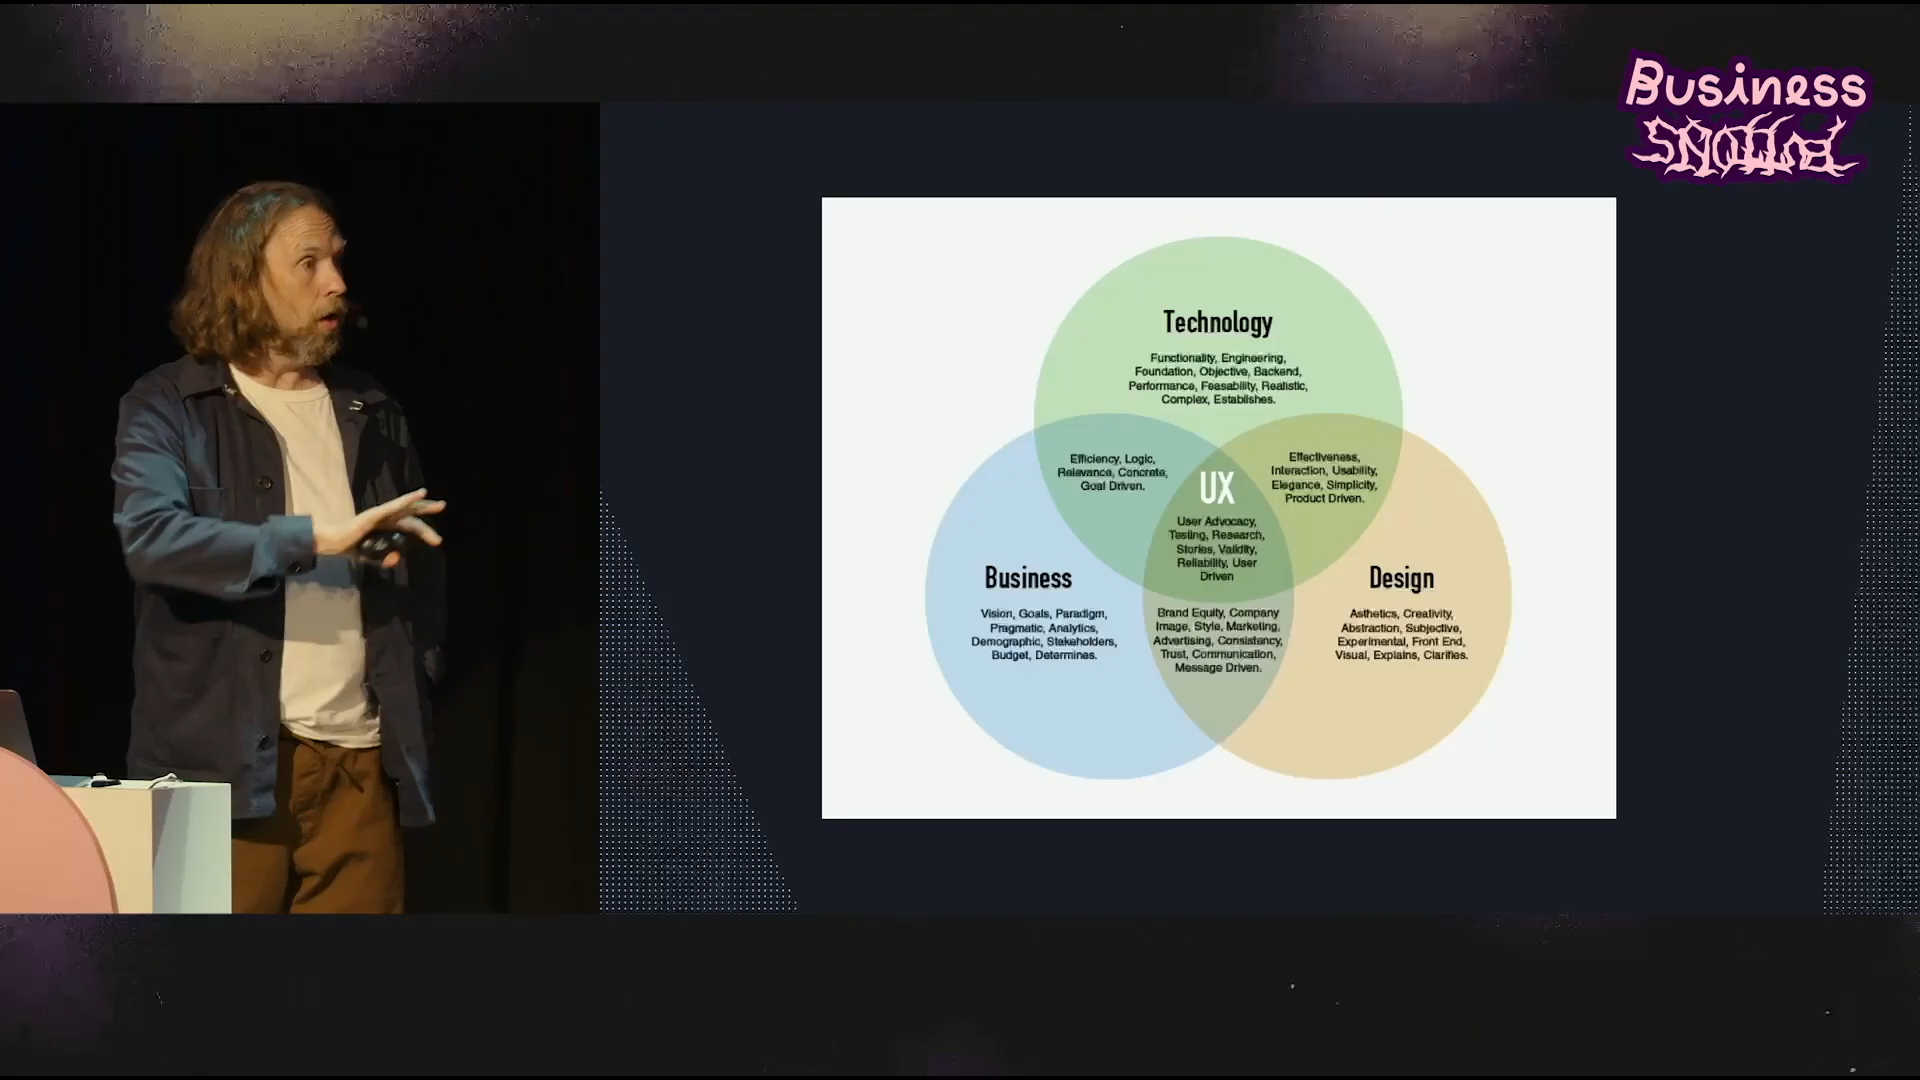 Business
Technology
Functionality, Engineering,
Foundation, Objective, Backend,
Performance, Feasability, Realistic,
Complex, Establishes.
Efficiency, Logic,
Relevance, Concrete,
Goal Driven.
UX
User Advocacy,
Testing, Research,
Stories, Validity,
Reliability, User
Driven
Effectiveness,
Interaction, Usability,
Elegance, Simplicity,
Product Driven.
Business
Vision, Goals, Paradigm,
Pragmatic, Analytics,
Demographic, Stakeholders,
Budget, Determines.
Brand Equity, Company
Image, Style, Marketing,
Advertising, Consistency,
Trust, Communication,
Message Driven.
Design
Asthetics, Creativity,
Abstraction, Subjective,
Experimental, Front End,
Visual, Explains, Clarifies.